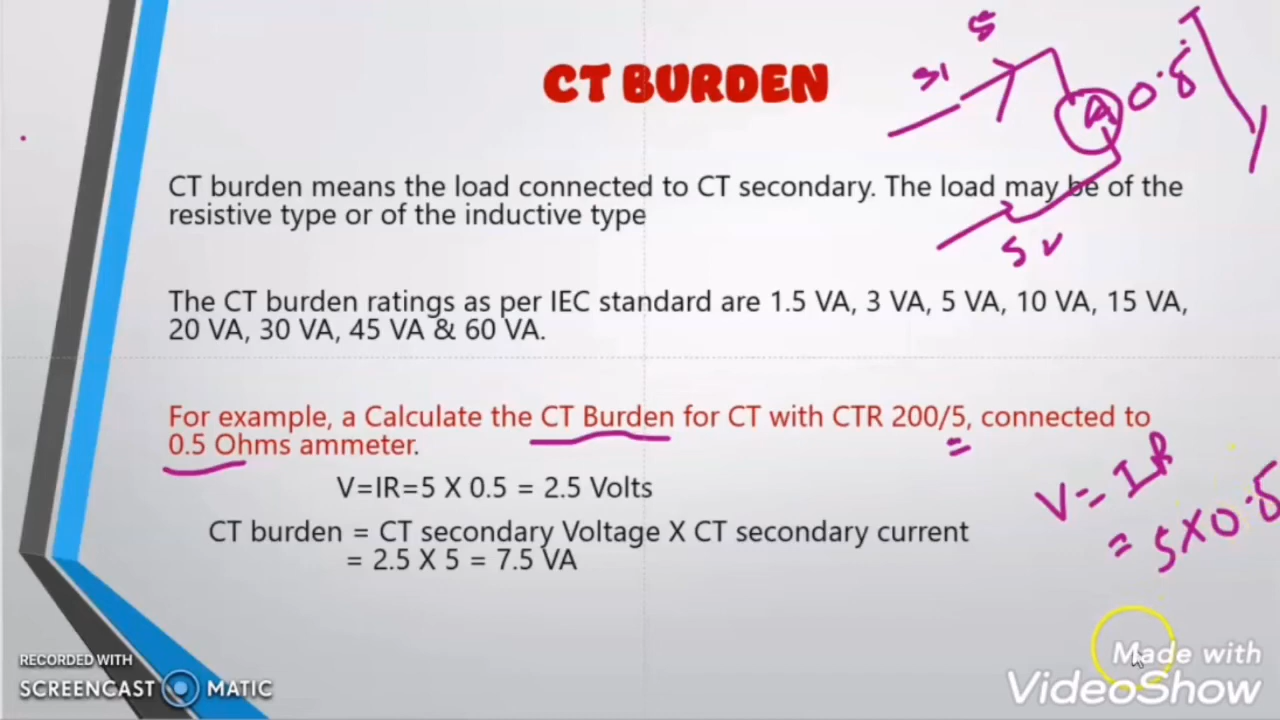 CT BURDEN
S1
5
A 0.5
CT burden means the load connected to CT secondary. The load may be of the
resistive type or of the inductive type
5 V
The CT burden ratings as per IEC standard are 1.5 VA, 3 VA, 5 VA, 10 VA, 15 VA,
20 VA, 30 VA, 45 VA & 60 VA.
For example, a Calculate the CT Burden for CT with CTR 200/5, connected to
0.5 Ohms ammeter.
V=IR=5 X 0.5 = 2.5 Volts
V= IR
= 5X0.5
CT burden = CT secondary Voltage X CT secondary current
= 2.5 X 5 = 7.5 VA
RECORDED WITH
SCREENCAST MATIC
Made with
VideoShow